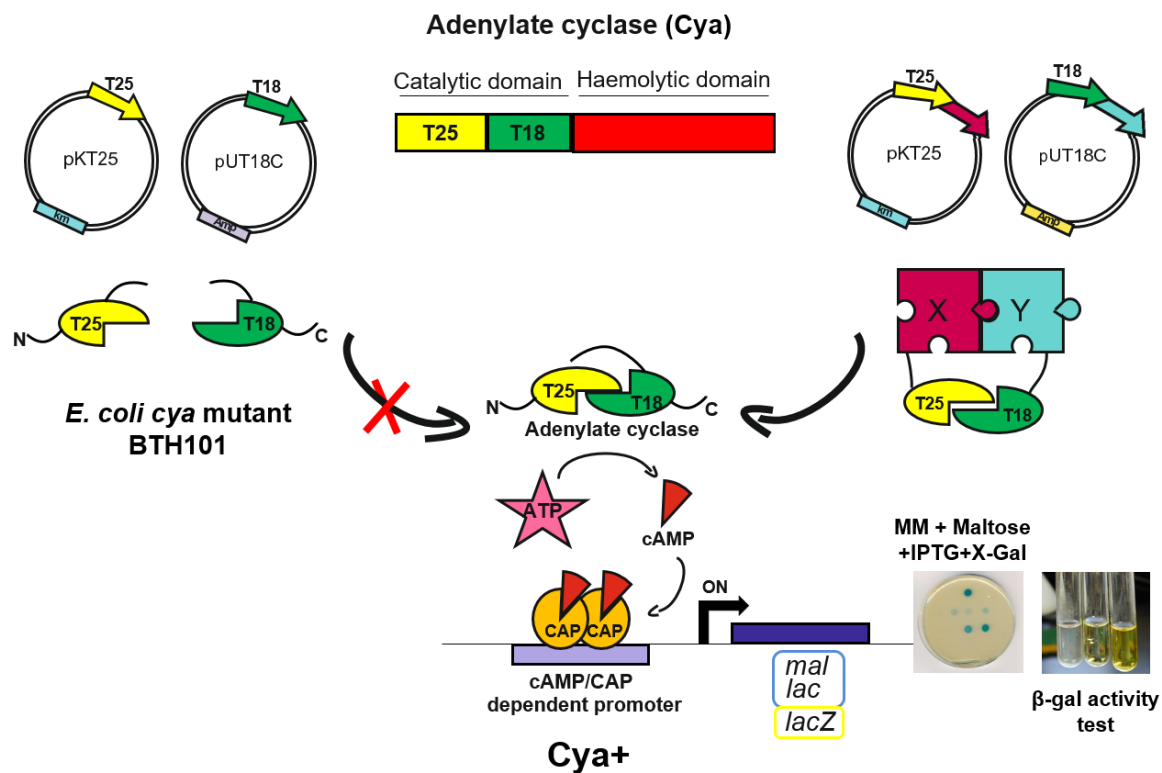 Adenylate cyclase (Cya)
Catalytic domain
Haemolytic domain
T25
T18
T25
T18
pKT25
pUT18C
km
Amp
T25
T18
pKT25
pUT18C
km
Amp
N
T25
T18
C
E. coli cya mutant
BTH101
N
T25
T18
C
Adenylate cyclase
X
Y
T25
T18
ATP
cAMP
CAP
CAP
cAMP/CAP
dependent promoter
ON
mal
lac
lacZ
MM + Maltose
+IPTG+X-Gal
β-gal activity
test
Cya+